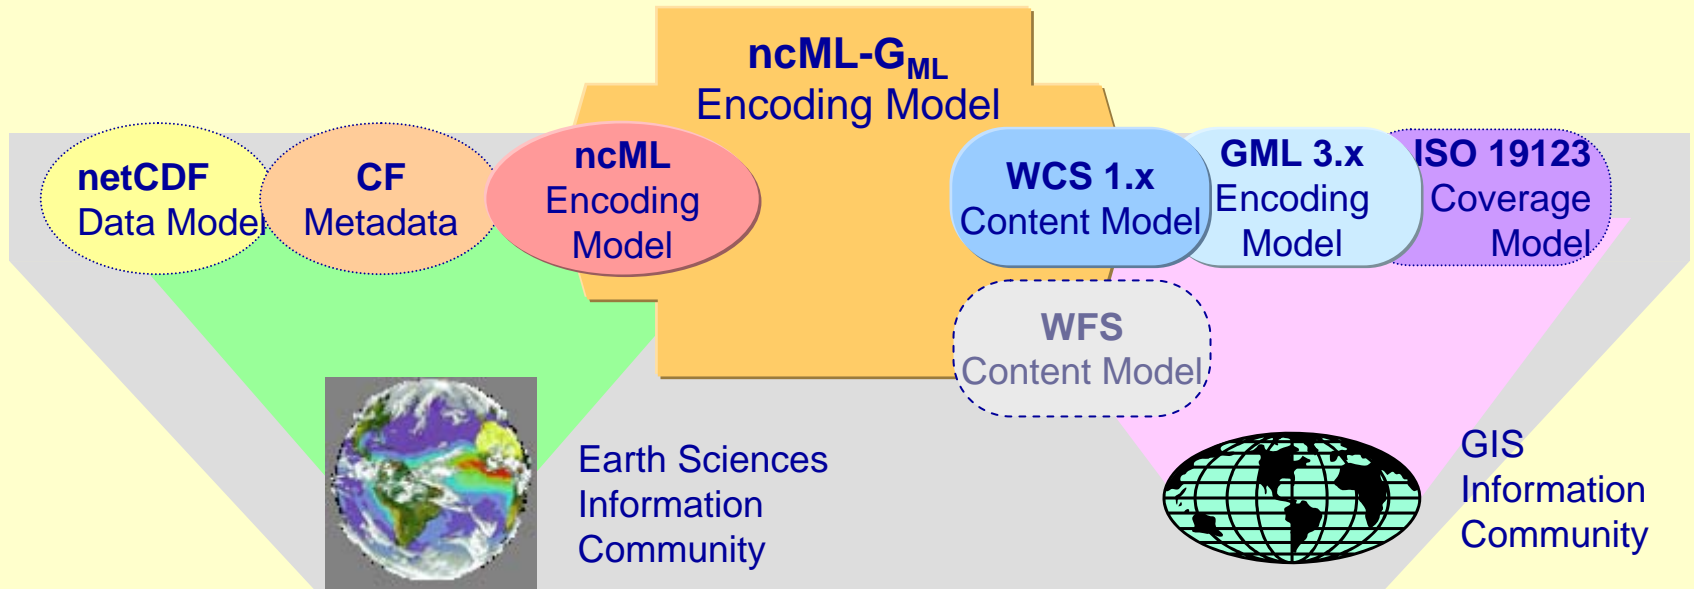 ncML-GML
Encoding Model
netCDF
Data Model
CF
Metadata
ncML
Encoding
Model
WCS 1.x
Content Model
GML 3.x
Encoding
Model
ISO 19123
Coverage
Model
WFS
Content Model
Earth Sciences
Information
Community
GIS
Information
Community